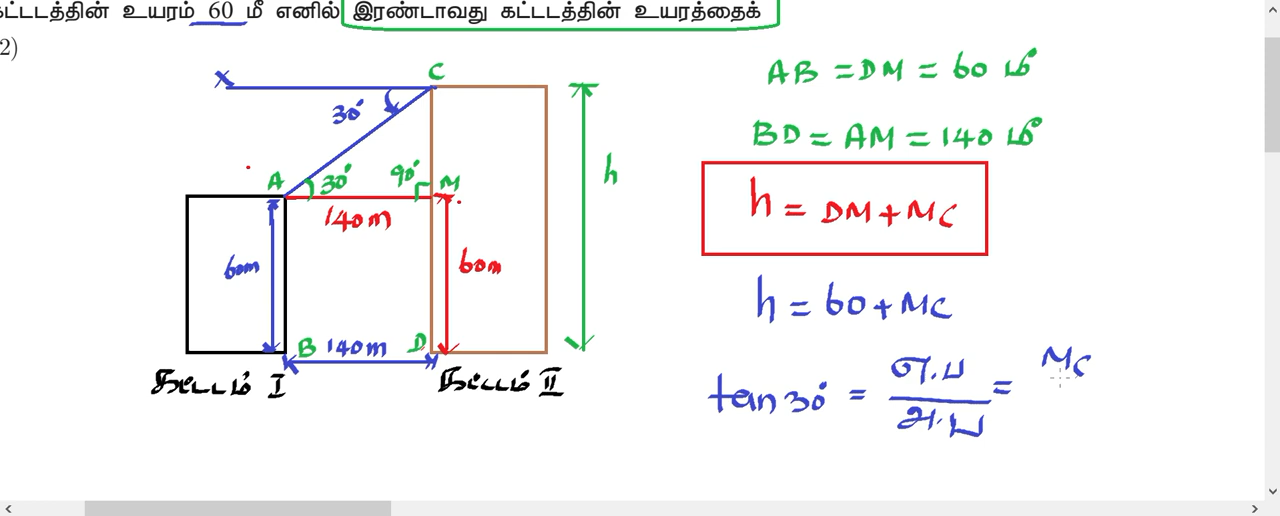 கட்டடத்தின் உயரம் 60 மீ எனில் இரண்டாவது கட்டடத்தின் உயரத்தைக்
2)
X
C
30°
A 30° 90° M
140m
60m
60m
B 140m D
கட்டடம் I
கட்டடம் II
h
AB = DM = 60 மீ
BD = AM = 140 மீ
h = DM + MC
h = 60 + MC
tan 30° = எ.ப / அ.ப = MC